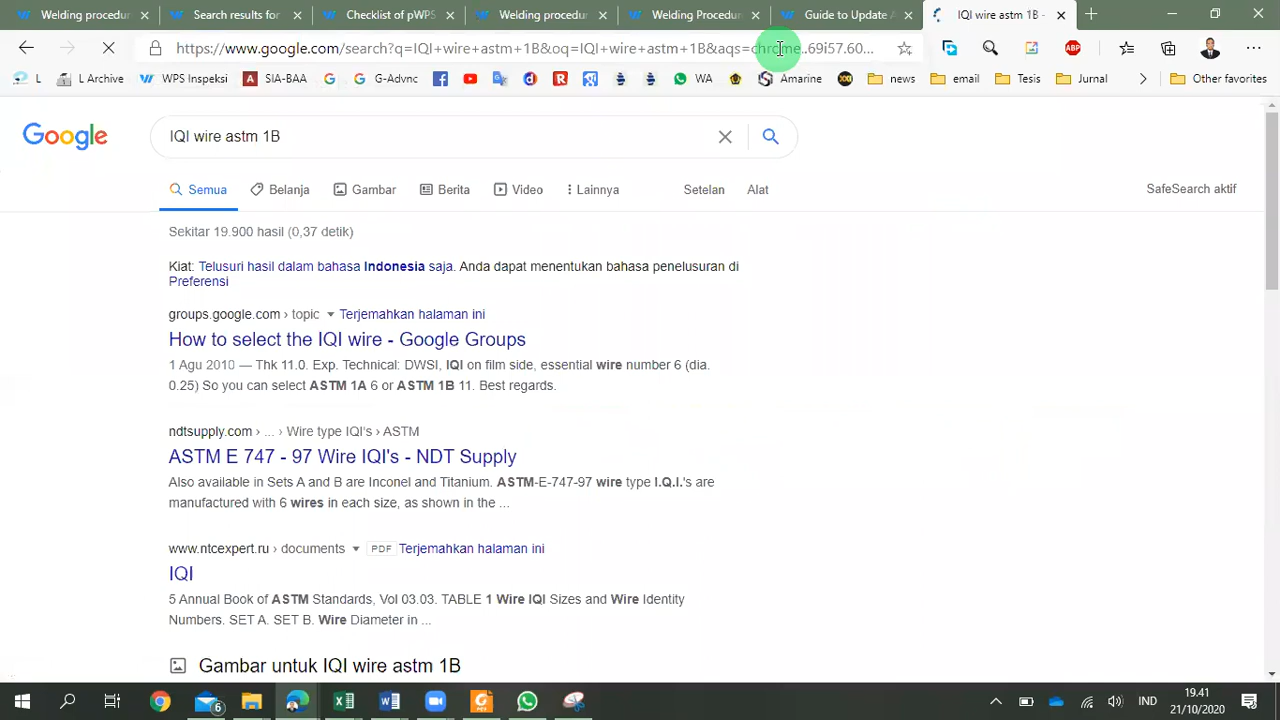 Welding procedur
Search results for
Checklist of pWPS
Welding procedur
Welding Procedur
Guide to Update A
IQI wire astm 1B -
https://www.google.com/search?q=IQI+wire+astm+1B&oq=IQI+wire+astm+1B&aqs=chrome..69i57.60...
ABP
L
L Archive
WPS Inspeksi
SIA-BAA
G-Advnc
WA
Amarine
news
email
Tesis
Jurnal
Other favorites
Google
IQI wire astm 1B
Semua
Belanja
Gambar
Berita
Video
Lainnya
Setelan
Alat
SafeSearch aktif
Sekitar 19.900 hasil (0,37 detik)
Kiat: Telusuri hasil dalam bahasa Indonesia saja. Anda dapat menentukan bahasa penelusuran di
Preferensi
groups.google.com › topic Terjemahkan halaman ini
How to select the IQI wire - Google Groups
1 Agu 2010 — Thk 11.0. Exp. Technical: DWSI, IQI on film side, essential wire number 6 (dia.
0.25) So you can select ASTM 1A 6 or ASTM 1B 11. Best regards.
ndtsupply.com › ... › Wire type IQI's › ASTM
ASTM E 747 - 97 Wire IQI's - NDT Supply
Also available in Sets A and B are Inconel and Titanium. ASTM-E-747-97 wire type I.Q.I.'s are
manufactured with 6 wires in each size, as shown in the ...
www.ntcexpert.ru › documents PDF Terjemahkan halaman ini
IQI
5 Annual Book of ASTM Standards, Vol 03.03. TABLE 1 Wire IQI Sizes and Wire Identity
Numbers. SET A. SET B. Wire Diameter in ...
Gambar untuk IQI wire astm 1B
6
IND
19.41
21/10/2020